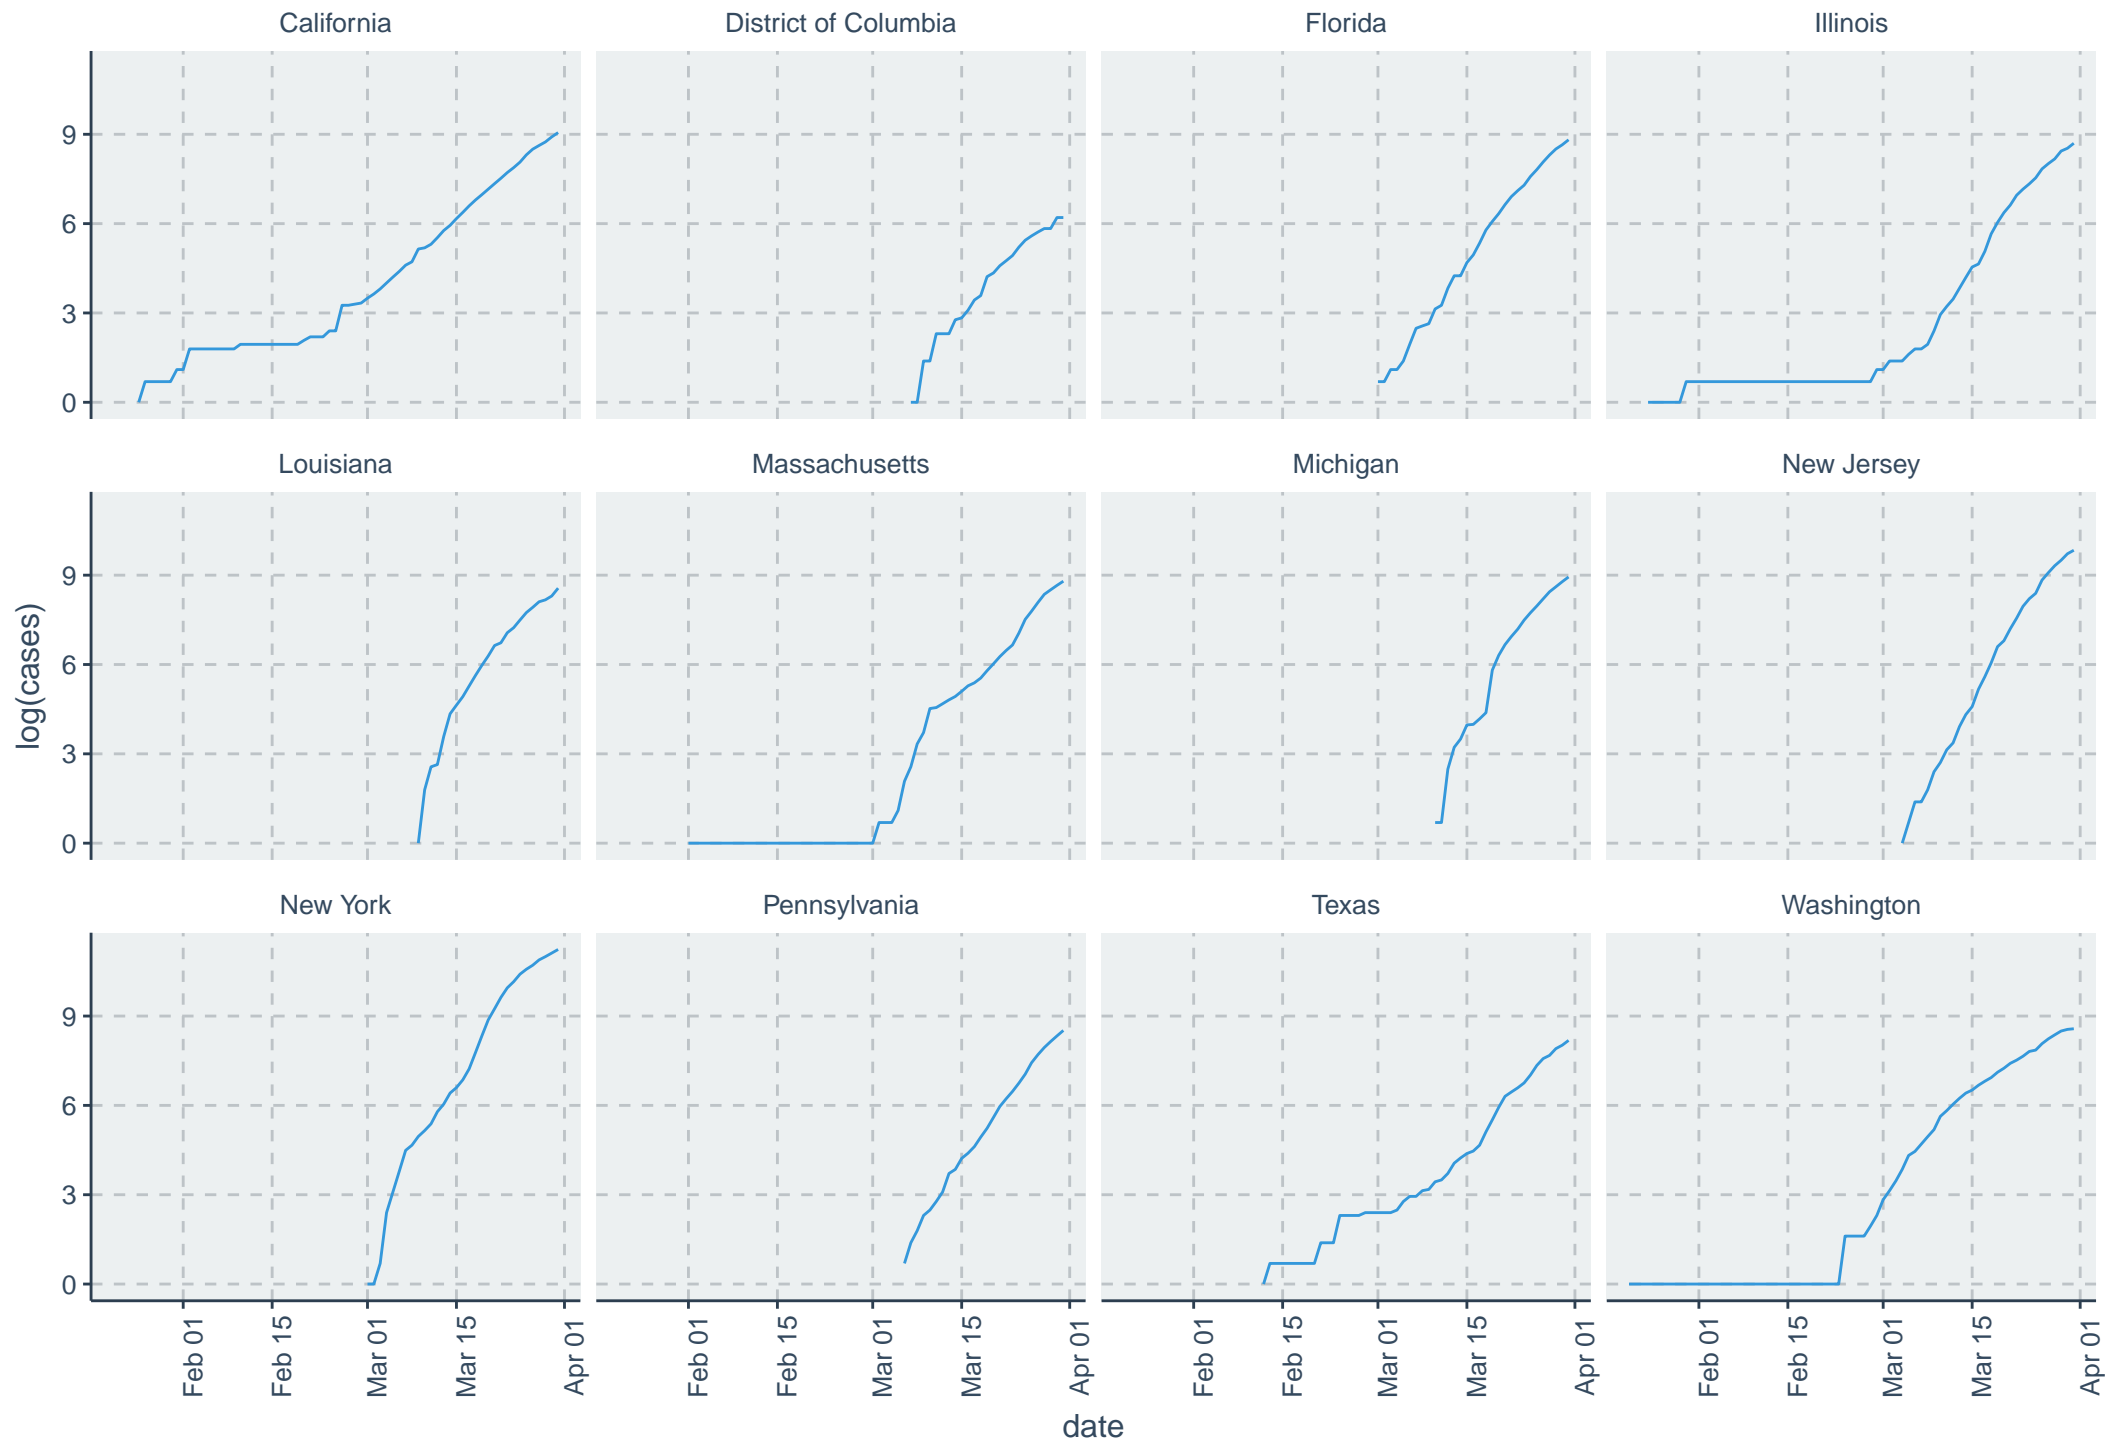 California District of Columbia Florida Illinois
9
6
3
0
Louisiana Massachusetts Michigan New Jersey
9
6
3
0
log(cases)
New York Pennsylvania Texas Washington
9
6
3
0
Feb 01 Feb 15 Mar 01 Mar 15 Apr 01 Feb 01 Feb 15 Mar 01 Mar 15 Apr 01 Feb 01 Feb 15 Mar 01 Mar 15 Apr 01 Feb 01 Feb 15 Mar 01 Mar 15 Apr 01
date